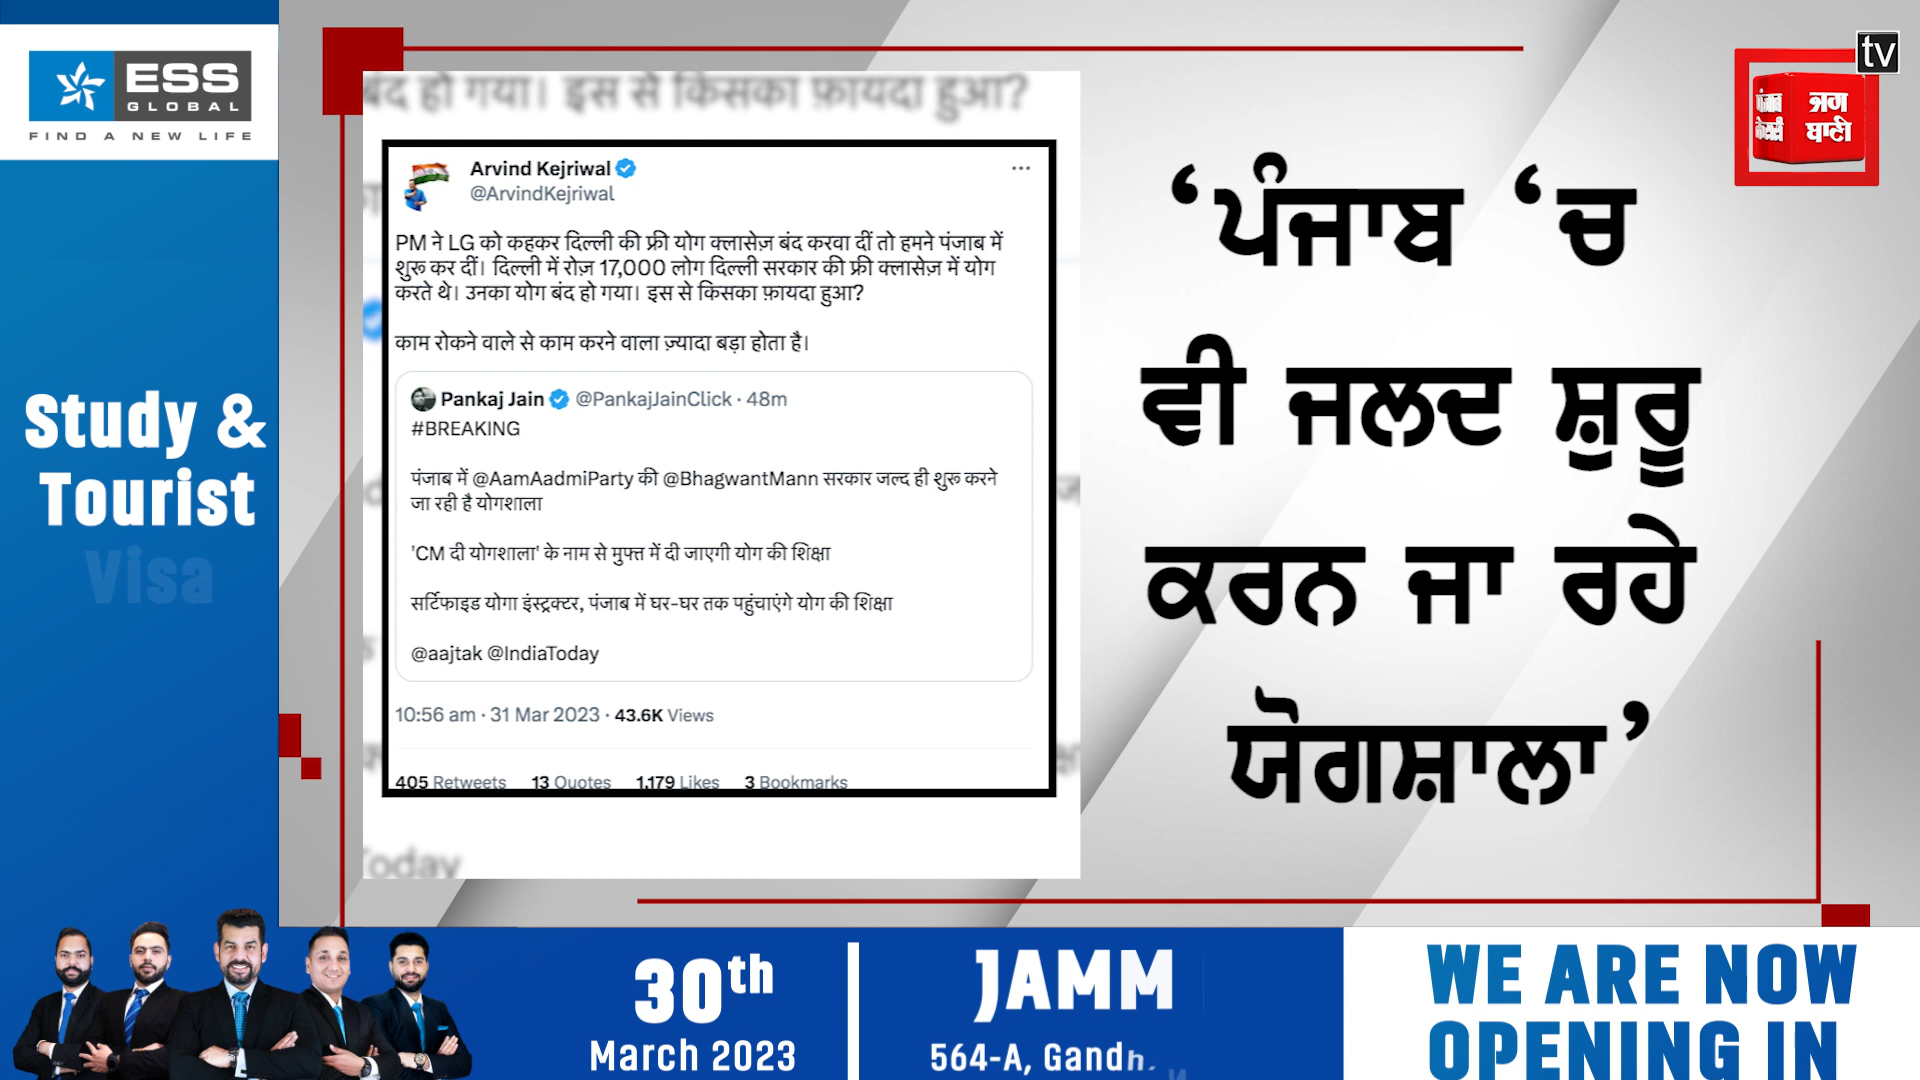 ESS
GLOBAL
FIND A NEW LIFE
Study &
Tourist
Visa
बंद हो गया। इस से किसका फ़ायदा हुआ?
Arvind Kejriwal
@ArvindKejriwal
PM ने LG को कहकर दिल्ली की फ्री योग क्लासेज़ बंद करवा दीं तो हमने पंजाब में
शुरू कर दीं। दिल्ली में रोज़ 17,000 लोग दिल्ली सरकार की फ्री क्लासेज़ में योग
करते थे। उनका योग बंद हो गया। इस से किसका फ़ायदा हुआ?
काम रोकने वाले से काम करने वाला ज़्यादा बड़ा होता है।
Pankaj Jain @PankajJainClick · 48m
#BREAKING
पंजाब में @AamAadmiParty की @BhagwantMann सरकार जल्द ही शुरू करने
जा रही है योगशाला
'CM दी योगशाला' के नाम से मुफ्त में दी जाएगी योग की शिक्षा
सर्टिफाइड योगा इंस्ट्रक्टर, पंजाब में घर-घर तक पहुंचाएंगे योग की शिक्षा
@aajtak @IndiaToday
10:56 am · 31 Mar 2023 · 43.6K Views
405 Retweets 13 Quotes 1,179 Likes 3 Bookmarks
Today
‘ਪੰਜਾਬ ‘ਚ
ਵੀ ਜਲਦ ਸ਼ੁਰੂ
ਕਰਨ ਜਾ ਰਹੇ
ਯੋਗਸ਼ਾਲਾ’
tv
ਜਗ
ਬਾਣੀ
30th
March 2023
JAMM
564-A, Gandh
WE ARE NOW
OPENING IN